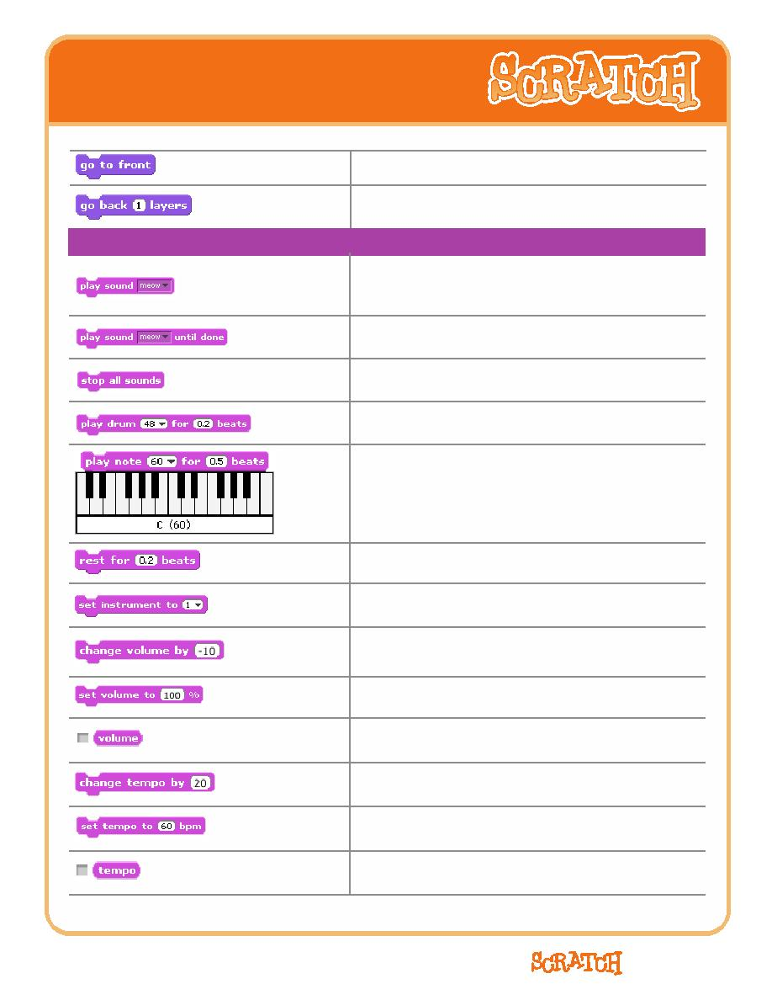 SCRATCH
go to front
go back 1 layers
play sound meow
play sound meow until done
stop all sounds
play drum 48 for 0.2 beats
play note 60 for 0.5 beats
C (60)
rest for 0.2 beats
set instrument to 1
change volume by -10
set volume to 100 %
volume
change tempo by 20
set tempo to 60 bpm
tempo
SCRATCH